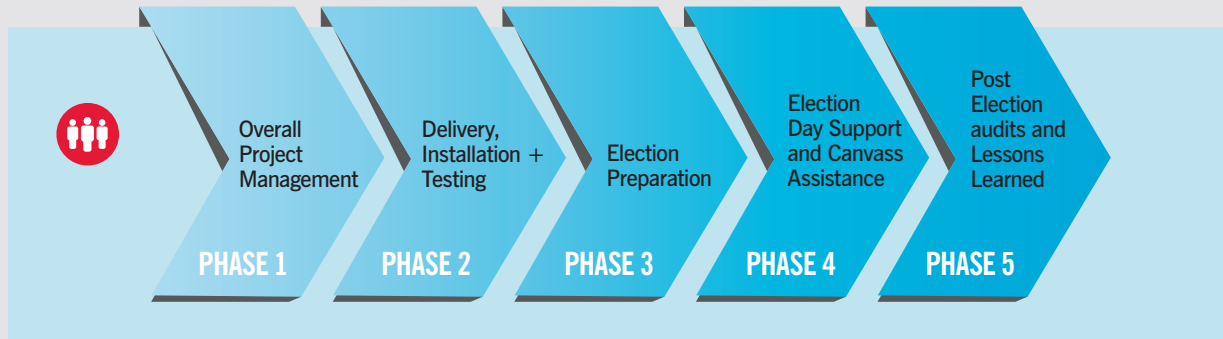 Overall
Project
Management
PHASE 1
Delivery,
Installation +
Testing
PHASE 2
Election
Preparation
PHASE 3
Election
Day Support
and Canvass
Assistance
PHASE 4
Post
Election
audits and
Lessons
Learned
PHASE 5